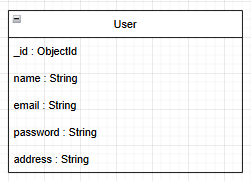 User
_id : ObjectId
name : String
email : String
password : String
address : String